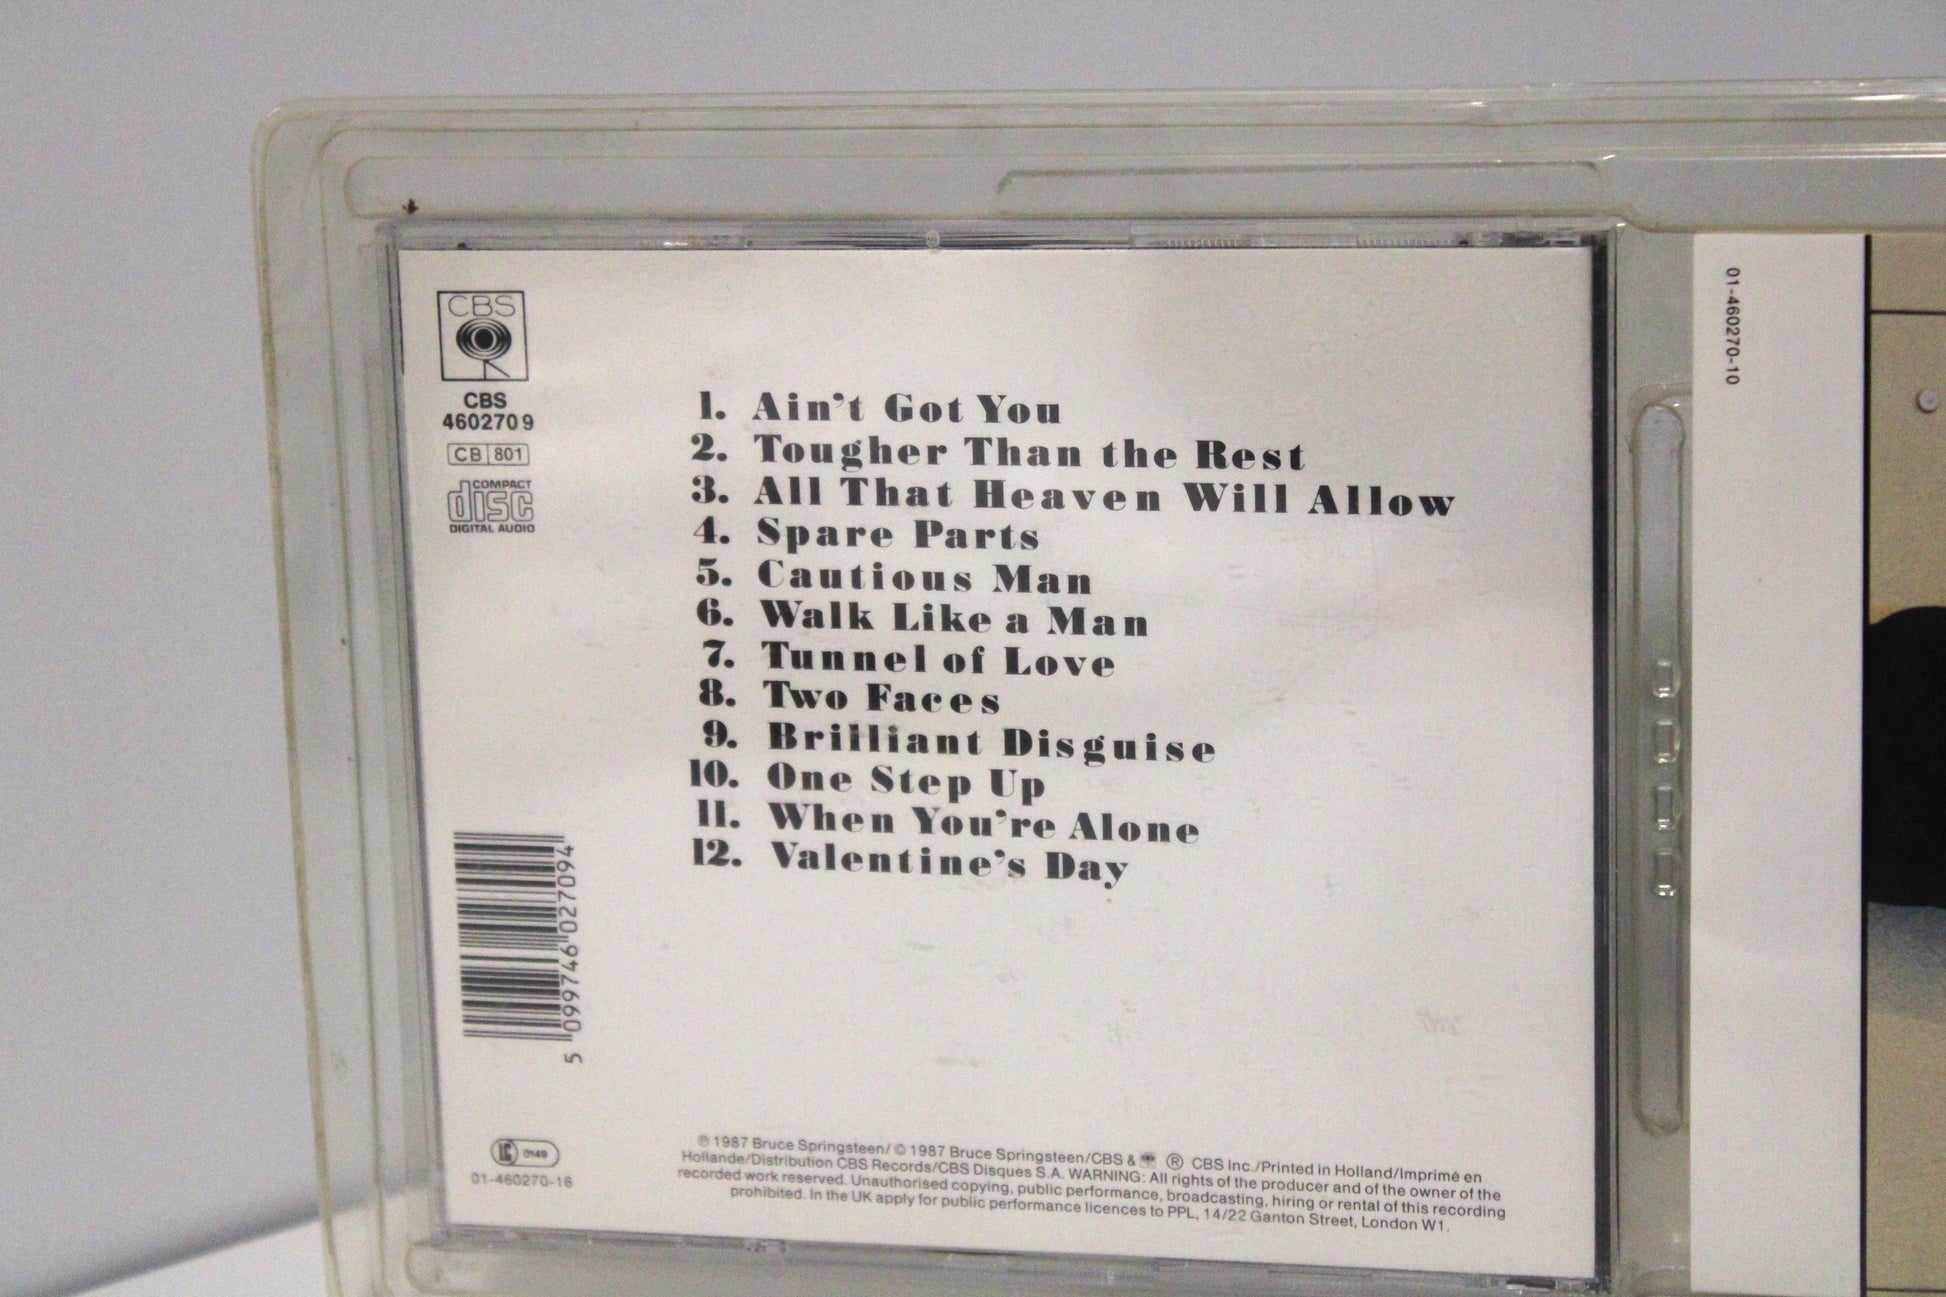 CBS
CBS
460270 9
CB 801
COMPACT
disc
DIGITAL AUDIO
1. Ain't Got You
2. Tougher Than the Rest
3. All That Heaven Will Allow
4. Spare Parts
5. Cautious Man
6. Walk Like a Man
7. Tunnel of Love
8. Two Faces
9. Brilliant Disguise
10. One Step Up
11. When You're Alone
12. Valentine's Day
5 099746 027094
LC 0149
01-460270-16
℗ 1987 Bruce Springsteen/ © 1987 Bruce Springsteen/CBS & ® CBS Inc./Printed in Holland/Imprimé en
Hollande/Distribution CBS Records/CBS Disques S.A. WARNING: All rights of the producer and of the owner of the
recorded work reserved. Unauthorised copying, public performance, broadcasting, hiring or rental of this recording
prohibited. In the UK apply for public performance licences to PPL, 14/22 Ganton Street, London W1.
01-460270-10